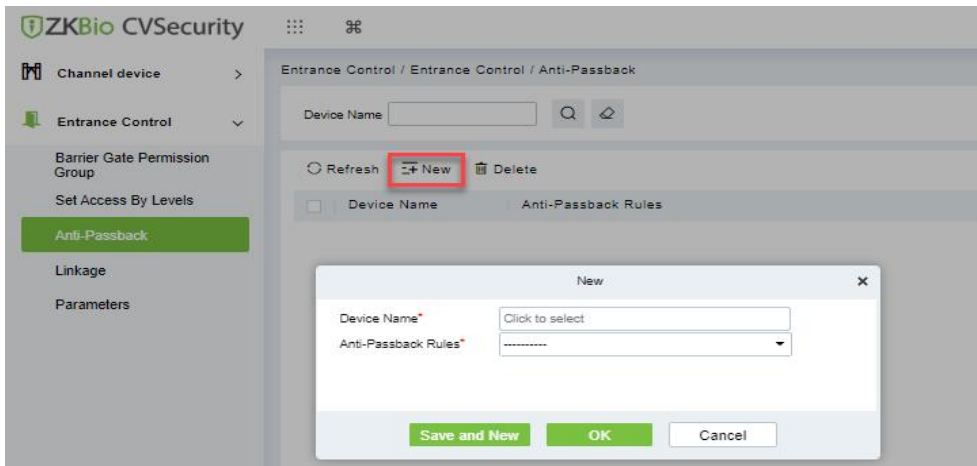 ZKBio CVSecurity
Channel device
Entrance Control
Barrier Gate Permission
Group
Set Access By Levels
Anti-Passback
Linkage
Parameters
Entrance Control / Entrance Control / Anti-Passback
Device Name
Refresh New Delete
Device Name Anti-Passback Rules
New
Device Name* Click to select
Anti-Passback Rules* ----------
Save and New OK Cancel